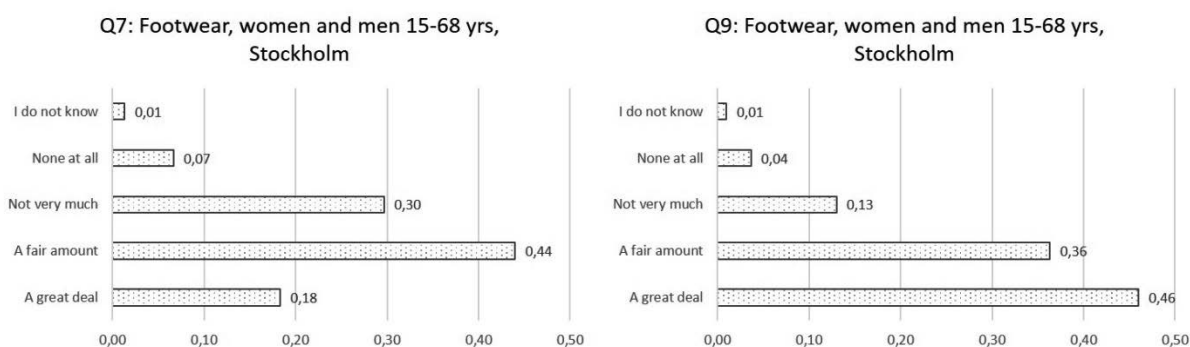 Q7: Footwear, women and men 15-68 yrs,
Stockholm
I do not know
0,01
None at all
0,07
Not very much
0,30
A fair amount
0,44
A great deal
0,18
0,00 0,10 0,20 0,30 0,40 0,50
Q9: Footwear, women and men 15-68 yrs,
Stockholm
I do not know
0,01
None at all
0,04
Not very much
0,13
A fair amount
0,36
A great deal
0,46
0,00 0,10 0,20 0,30 0,40 0,50